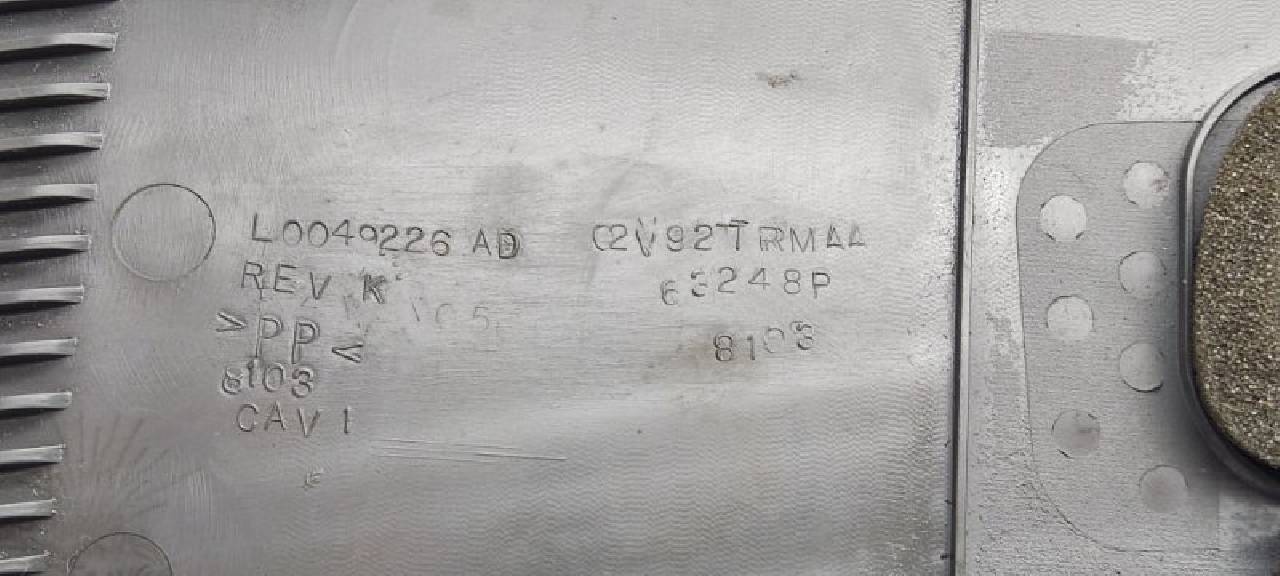 L0049226 AD C2V92TRMAA
REV K 63248P
>PP<
8103 8103
CAV 1